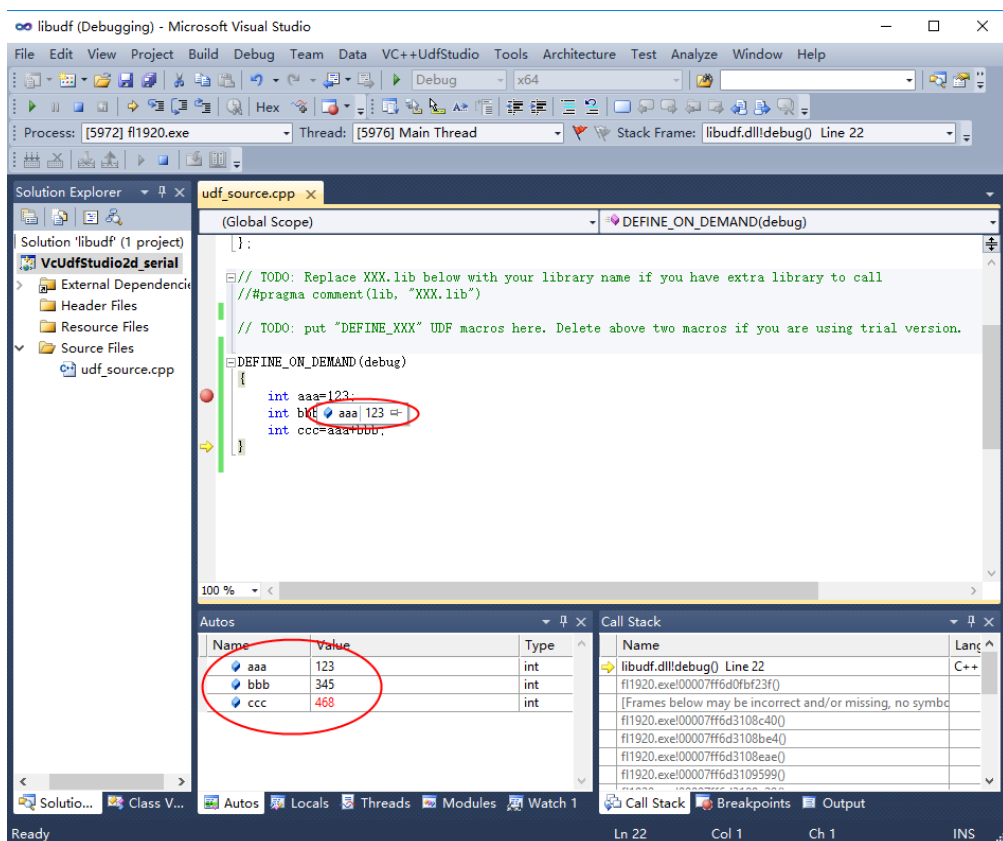 libudf (Debugging) - Microsoft Visual Studio
File Edit View Project Build Debug Team Data VC++UdfStudio Tools Architecture Test Analyze Window Help
Debug x64
Hex
Process: [5972] fl1920.exe Thread: [5976] Main Thread Stack Frame: libudf.dll!debug() Line 22
Solution Explorer
udf_source.cpp
(Global Scope) DEFINE_ON_DEMAND(debug)
Solution 'libudf' (1 project)
VcUdfStudio2d_serial
External Dependencie
Header Files
Resource Files
Source Files
udf_source.cpp
};
// TODO: Replace XXX.lib below with your library name if you have extra library to call
//#pragma comment(lib, "XXX.lib")
// TODO: put "DEFINE_XXX" UDF macros here. Delete above two macros if you are using trial version.
DEFINE_ON_DEMAND(debug)
{
int aaa=123;
int bbb aaa 123
int ccc=aaa+bbb;
}
100 %
Autos
Name Value Type
aaa 123 int
bbb 345 int
ccc 468 int
Call Stack
Name Lang
libudf.dll!debug() Line 22 C++
fl1920.exe!00007ff6d0fbf23f()
[Frames below may be incorrect and/or missing, no symbo
fl1920.exe!00007ff6d3108c40()
fl1920.exe!00007ff6d3108be4()
fl1920.exe!00007ff6d3108eae()
fl1920.exe!00007ff6d3109599()
Solutio... Class V...
Autos Locals Threads Modules Watch 1
Call Stack Breakpoints Output
Ready Ln 22 Col 1 Ch 1 INS